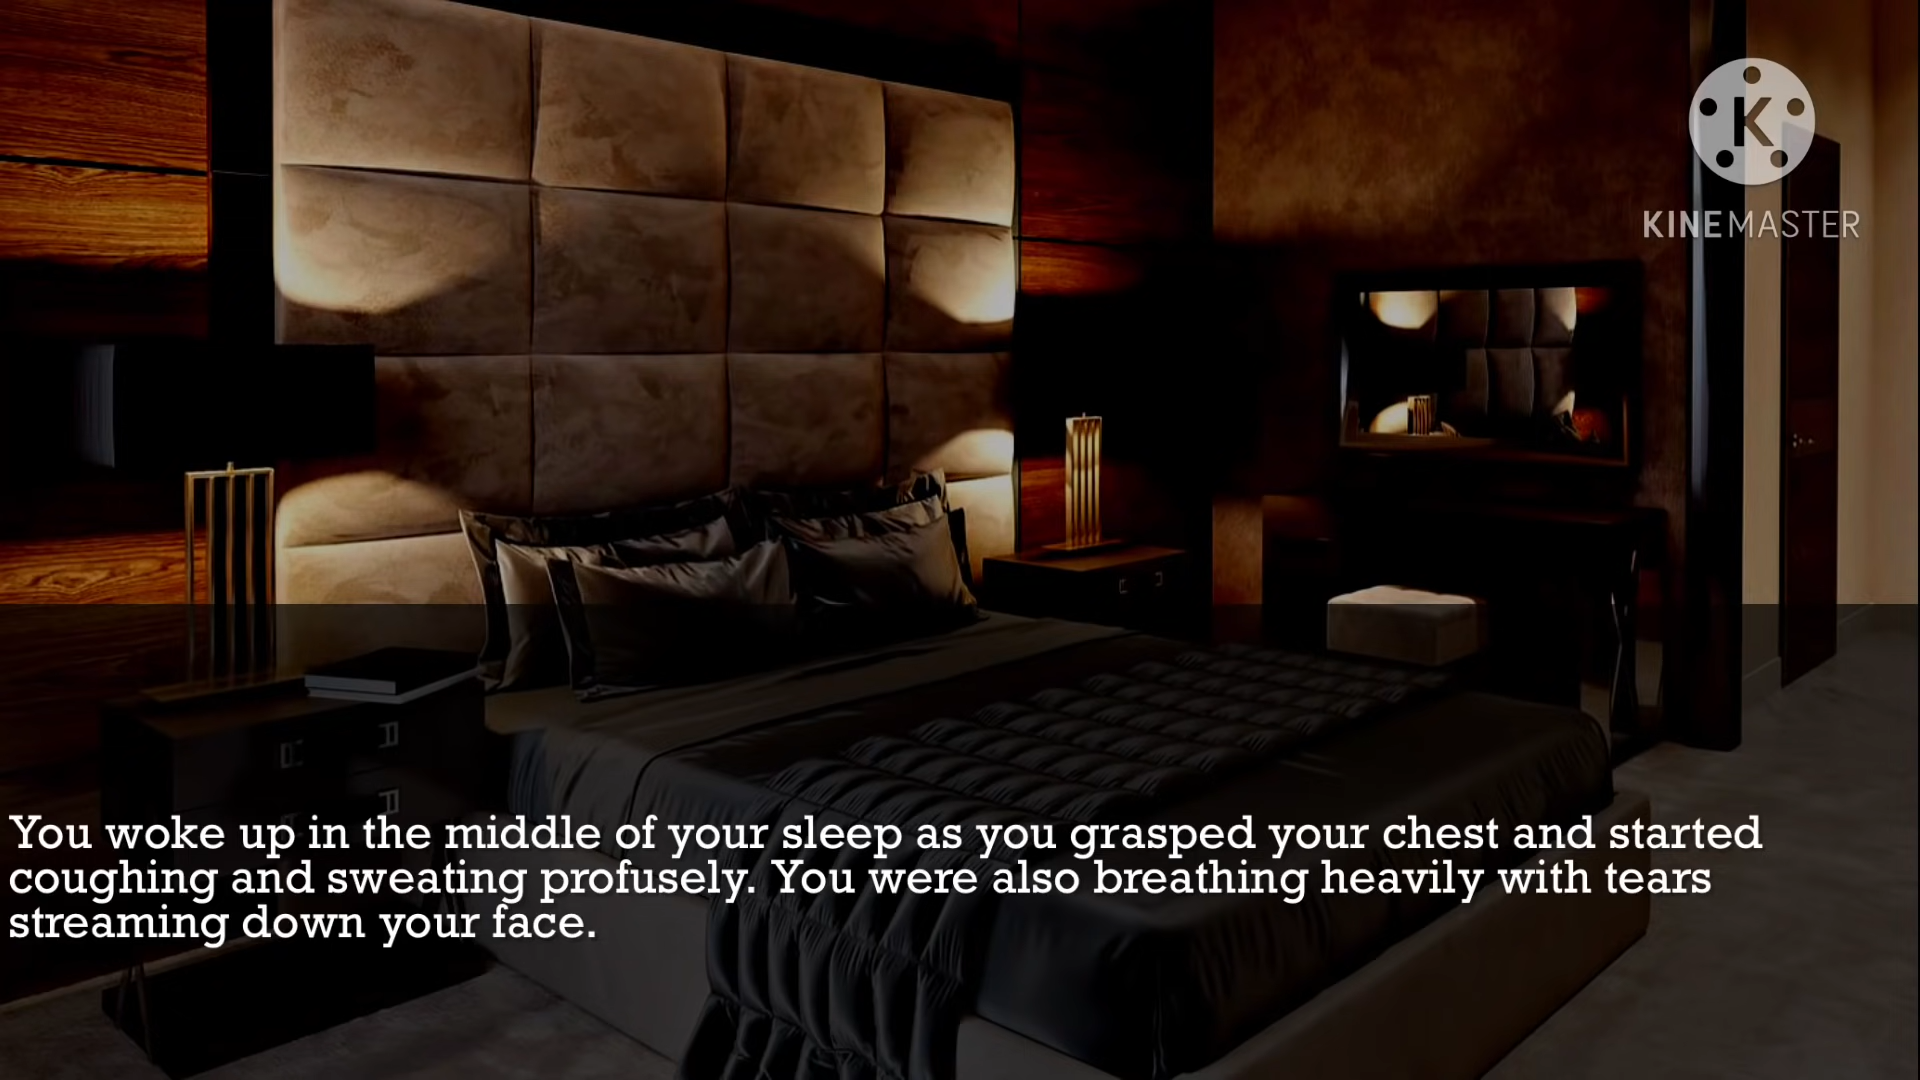 K
KINEMASTER
You woke up in the middle of your sleep as you grasped your chest and started
coughing and sweating profusely. You were also breathing heavily with tears
streaming down your face.